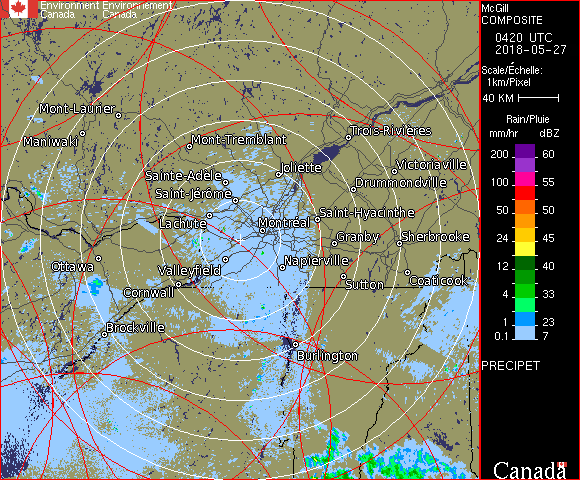 Environment Environnement
Canada Canada
McGill
COMPOSITE
0420 UTC
2018-05-27
Scale/Échelle:
1km/Pixel
40 KM
Rain/Pluie
mm/hr dBZ
200 60
150 57
100 55
50 50
24 45
12 40
4 33
1 23
0.1 7
PRECIPET
Canada
Mont-Laurier
Maniwaki
Mont-Tremblant
Trois-Rivières
Joliette
Victoriaville
Sainte-Adèle
Drummondville
Saint-Jérôme
Saint-Hyacinthe
Lachute
Montréal
Granby
Sherbrooke
Ottawa
Valleyfield
Napierville
Sutton
Coaticook
Cornwall
Brockville
Burlington